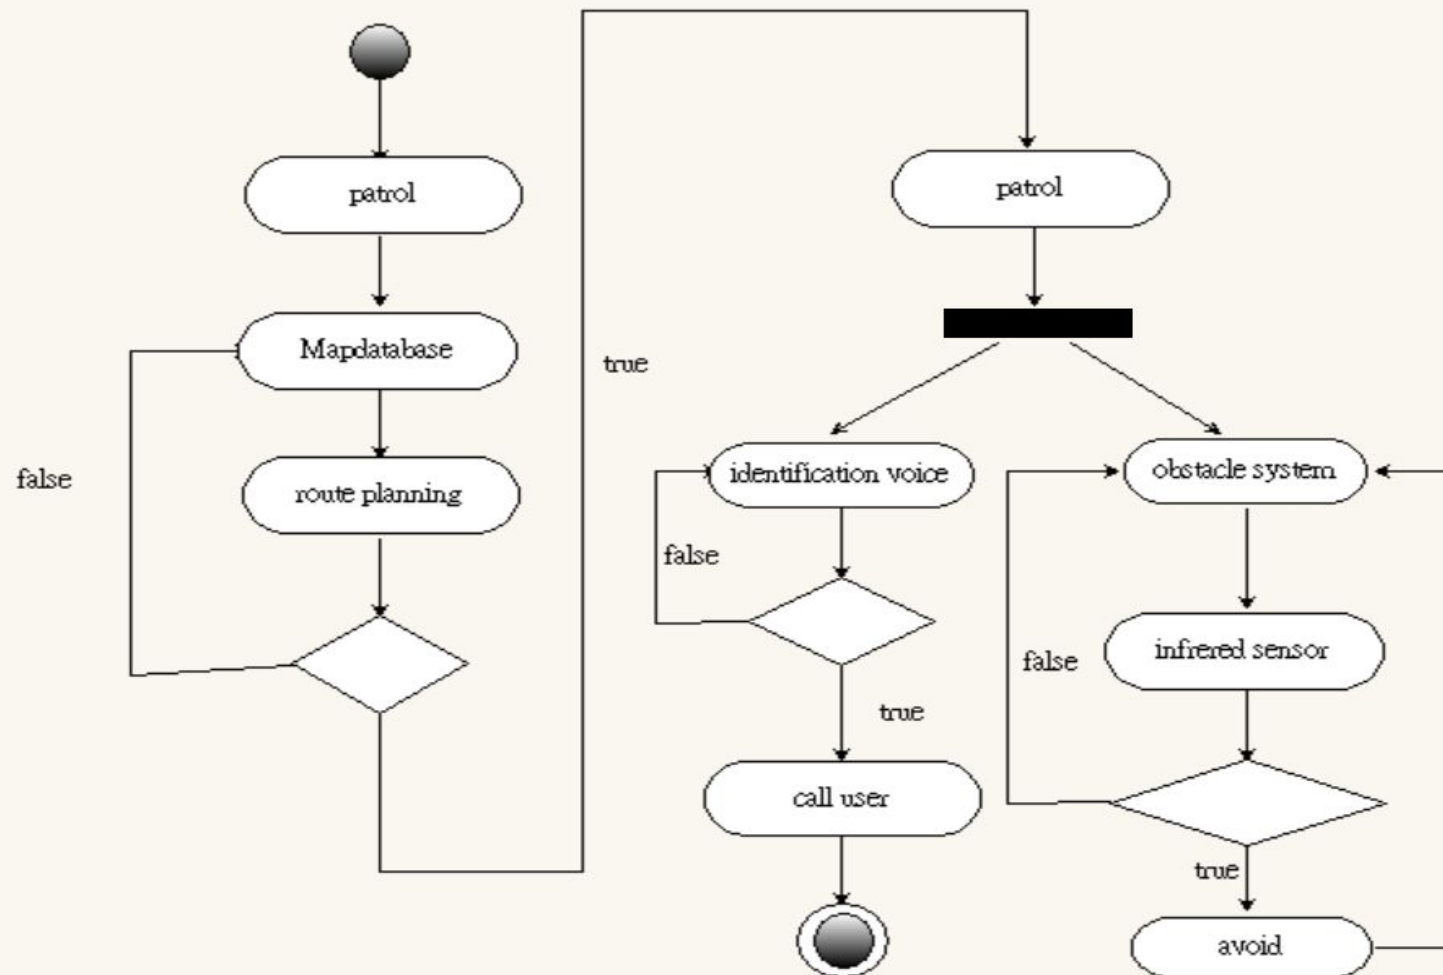 patrol
Mapdatabase
false
route planning
true
patrol
identification voice
false
true
call user
obstacle system
infrered sensor
false
true
avoid